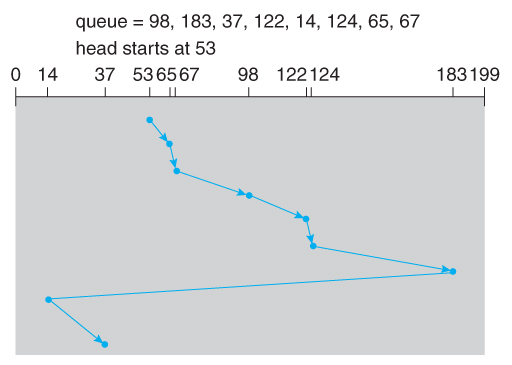 queue = 98, 183, 37, 122, 14, 124, 65, 67
head starts at 53
0 14 37 53 65 67 98 122 124 183 199